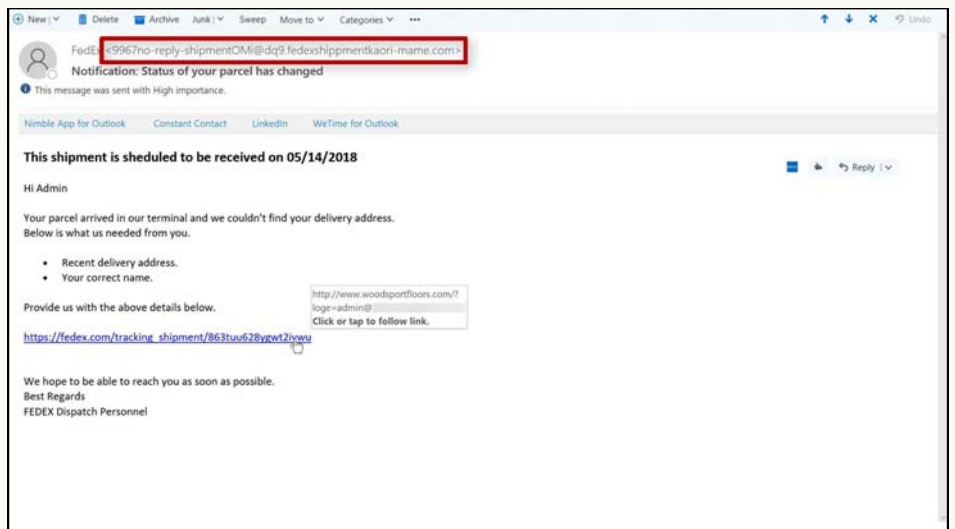 New Delete Archive Junk Sweep Move to Categories ••• Undo
FedEx <9967no-reply-shipmentOMi@dq9.fedexshippmentkaori-mame.com>
Notification: Status of your parcel has changed
This message was sent with High importance.
Nimble App for Outlook Constant Contact LinkedIn WeTime for Outlook
This shipment is sheduled to be received on 05/14/2018
Reply
Hi Admin
Your parcel arrived in our terminal and we couldn't find your delivery address.
Below is what us needed from you.
• Recent delivery address.
• Your correct name.
http://www.woodsportfloors.com/?
loge=admin@
Click or tap to follow link.
Provide us with the above details below.
https://fedex.com/tracking_shipment/863tuu628ygwt2ivwu
We hope to be able to reach you as soon as possible.
Best Regards
FEDEX Dispatch Personnel